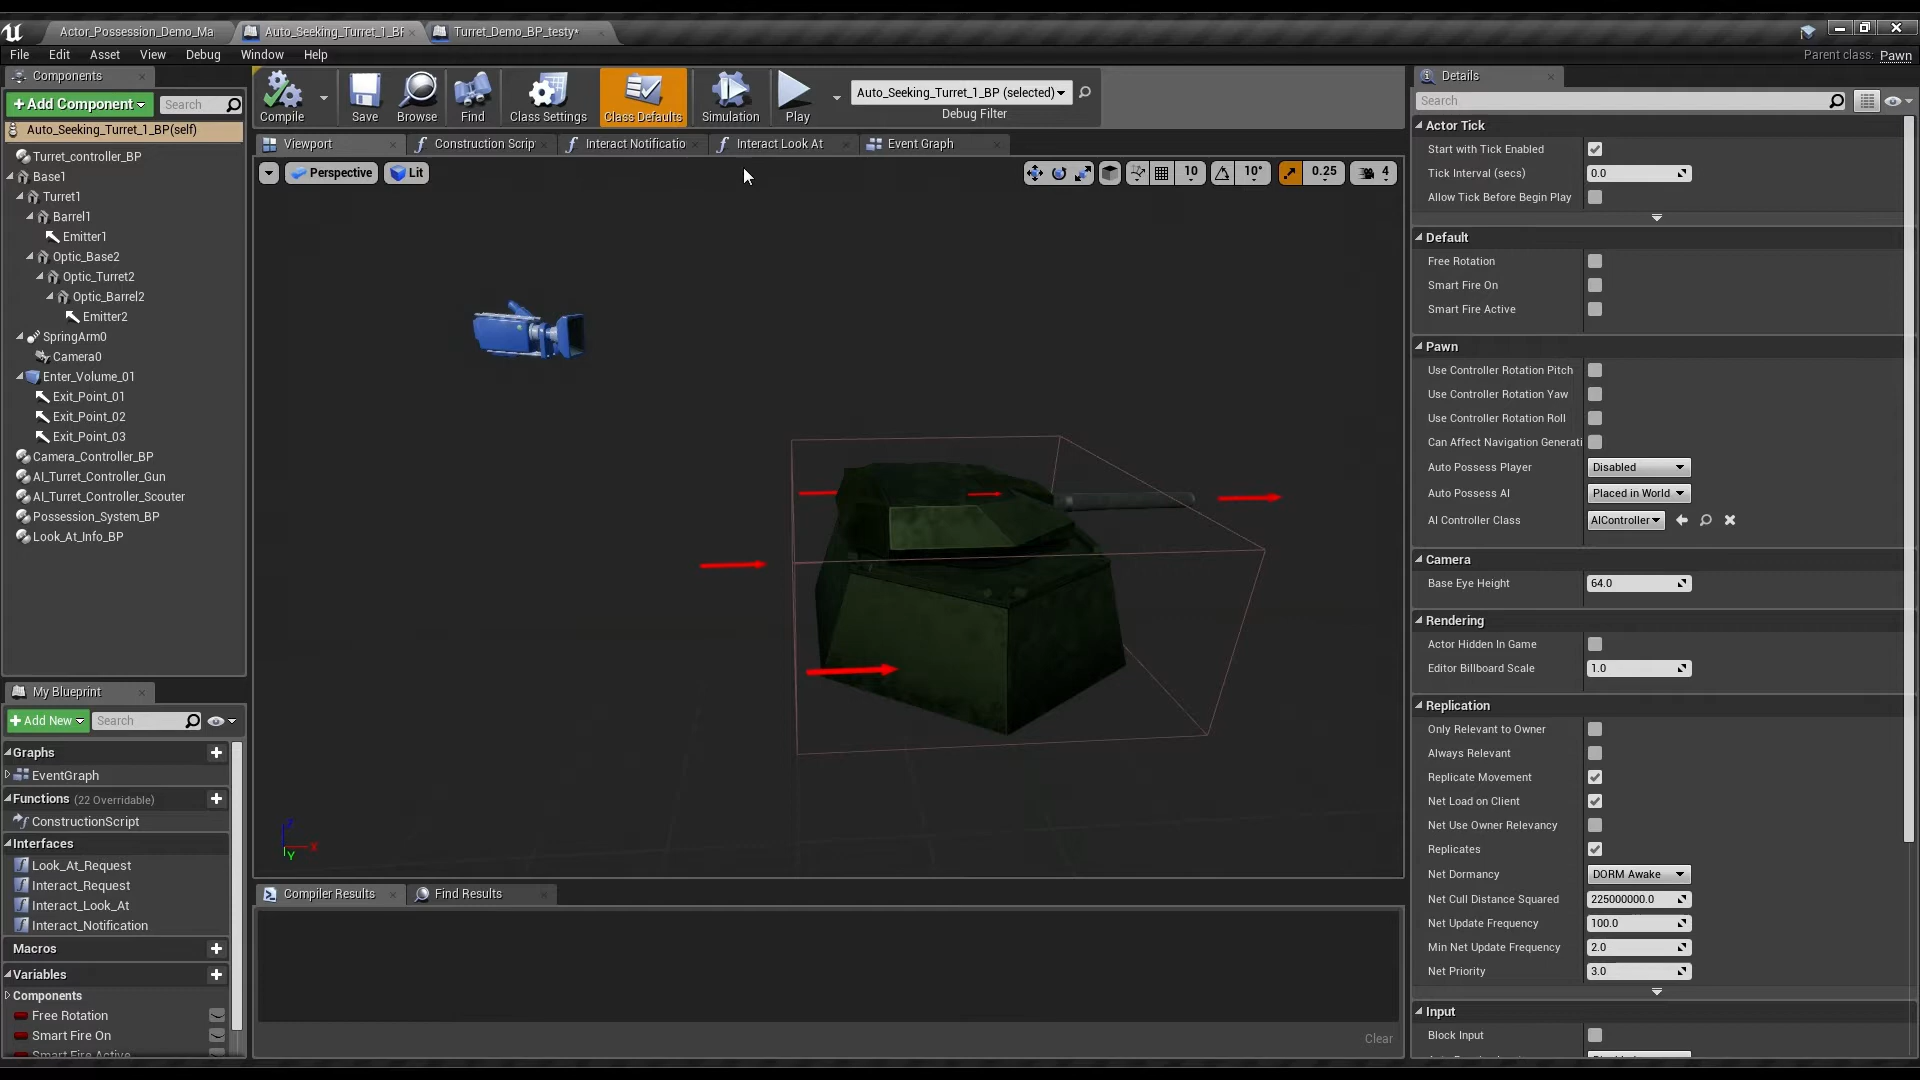 Actor_Possession_Demo_Ma
Auto_Seeking_Turret_1_BF
Turret_Demo_BP_testy*
File
Edit
Asset
View
Debug
Window
Help
Parent class: Pawn
Components
+Add Component
Search
Auto_Seeking_Turret_1_BP(self)
Turret_controller_BP
Base1
Turret1
Barrel1
Emitter1
Optic_Base2
Optic_Turret2
Optic_Barrel2
Emitter2
SpringArm0
Camera0
Enter_Volume_01
Exit_Point_01
Exit_Point_02
Exit_Point_03
Camera_Controller_BP
AI_Turret_Controller_Gun
AI_Turret_Controller_Scouter
Possession_System_BP
Look_At_Info_BP
My Blueprint
+Add New
Search
Graphs
EventGraph
Functions (22 Overridable)
ConstructionScript
Interfaces
Look_At_Request
Interact_Request
Interact_Look_At
Interact_Notification
Macros
Variables
Components
Free Rotation
Smart Fire On
Smart Fire Active
Compile
Save
Browse
Find
Class Settings
Class Defaults
Simulation
Play
Auto_Seeking_Turret_1_BP (selected)
Debug Filter
Viewport
Construction Scrip
Interact Notificatio
Interact Look At
Event Graph
Perspective
Lit
10
10°
0.25
4
Z
X
Y
Compiler Results
Find Results
Clear
Details
Search
Actor Tick
Start with Tick Enabled
Tick Interval (secs) 0.0
Allow Tick Before Begin Play
Default
Free Rotation
Smart Fire On
Smart Fire Active
Pawn
Use Controller Rotation Pitch
Use Controller Rotation Yaw
Use Controller Rotation Roll
Can Affect Navigation Generati
Auto Possess Player Disabled
Auto Possess AI Placed in World
AI Controller Class AIController
Camera
Base Eye Height 64.0
Rendering
Actor Hidden In Game
Editor Billboard Scale 1.0
Replication
Only Relevant to Owner
Always Relevant
Replicate Movement
Net Load on Client
Net Use Owner Relevancy
Replicates
Net Dormancy DORM Awake
Net Cull Distance Squared 225000000.0
Net Update Frequency 100.0
Min Net Update Frequency 2.0
Net Priority 3.0
Input
Block Input